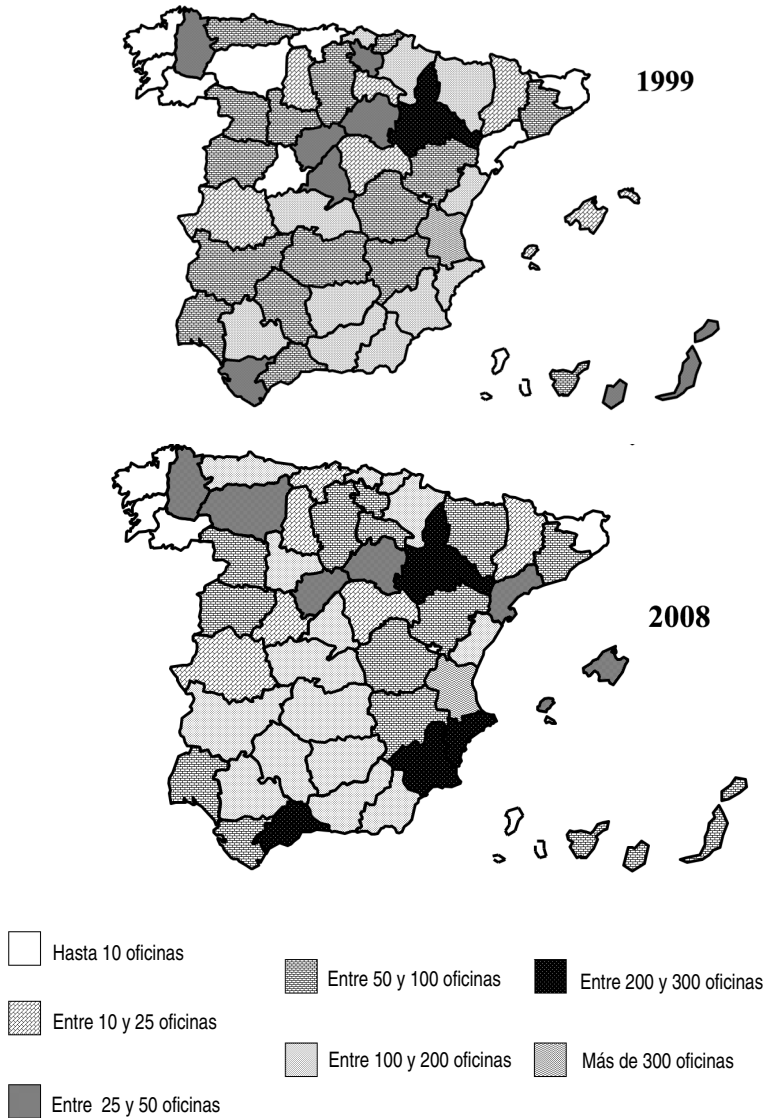 1999
2008
Hasta 10 oficinas
Entre 10 y 25 oficinas
Entre 25 y 50 oficinas
Entre 50 y 100 oficinas
Entre 100 y 200 oficinas
Entre 200 y 300 oficinas
Más de 300 oficinas